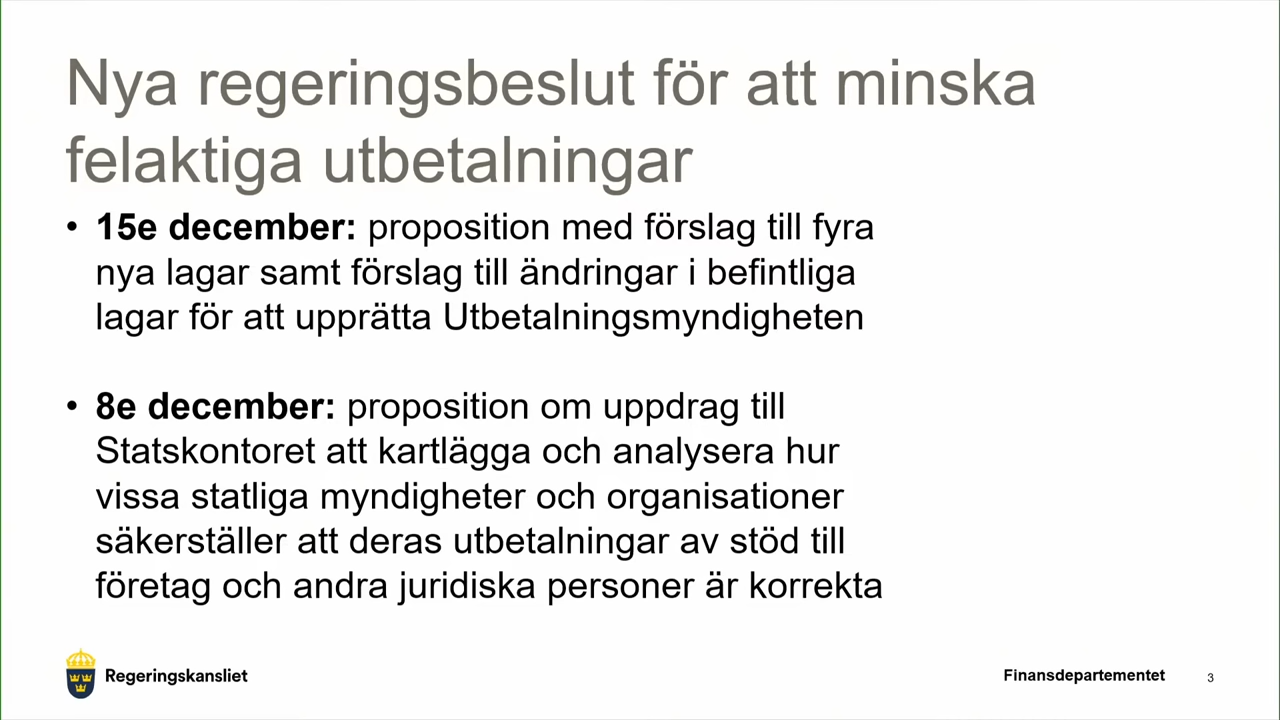 Nya regeringsbeslut för att minska
felaktiga utbetalningar
• 15e december: proposition med förslag till fyra
nya lagar samt förslag till ändringar i befintliga
lagar för att upprätta Utbetalningsmyndigheten
• 8e december: proposition om uppdrag till
Statskontoret att kartlägga och analysera hur
vissa statliga myndigheter och organisationer
säkerställer att deras utbetalningar av stöd till
företag och andra juridiska personer är korrekta
Regeringskansliet
Finansdepartementet 3